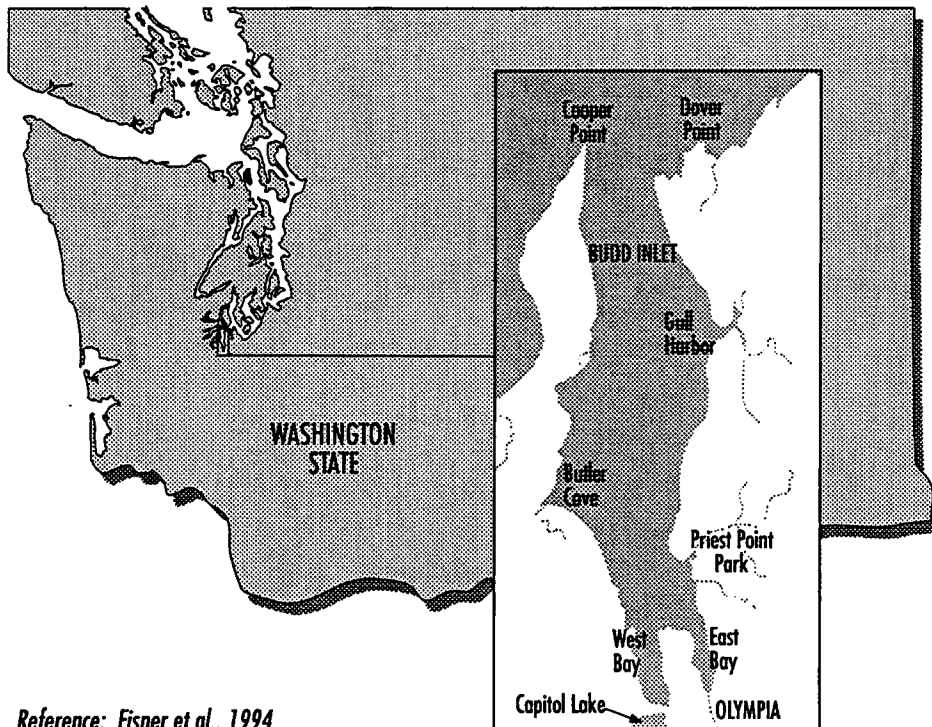 Cooper
Point
Dover
Point
BUDD INLET
Gull
Harbor
WASHINGTON
STATE
Butler
Cove
Priest Point
Park
West
Bay
East
Bay
Capitol Lake
OLYMPIA
Reference: Eisner et al., 1994